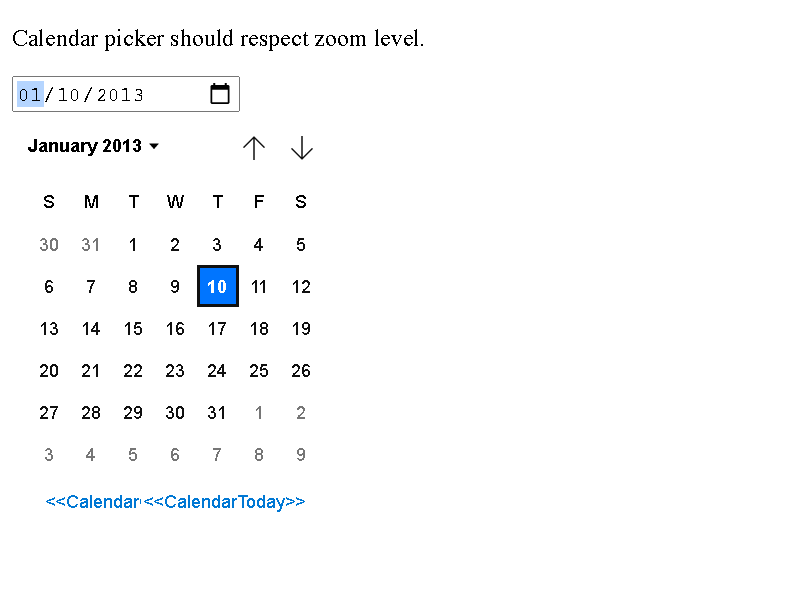 Calendar picker should respect zoom level.
01/10/2013
January 2013
S M T W T F S
30 31 1 2 3 4 5
6 7 8 9 10 11 12
13 14 15 16 17 18 19
20 21 22 23 24 25 26
27 28 29 30 31 1 2
3 4 5 6 7 8 9
<<Calendar <<CalendarToday>>